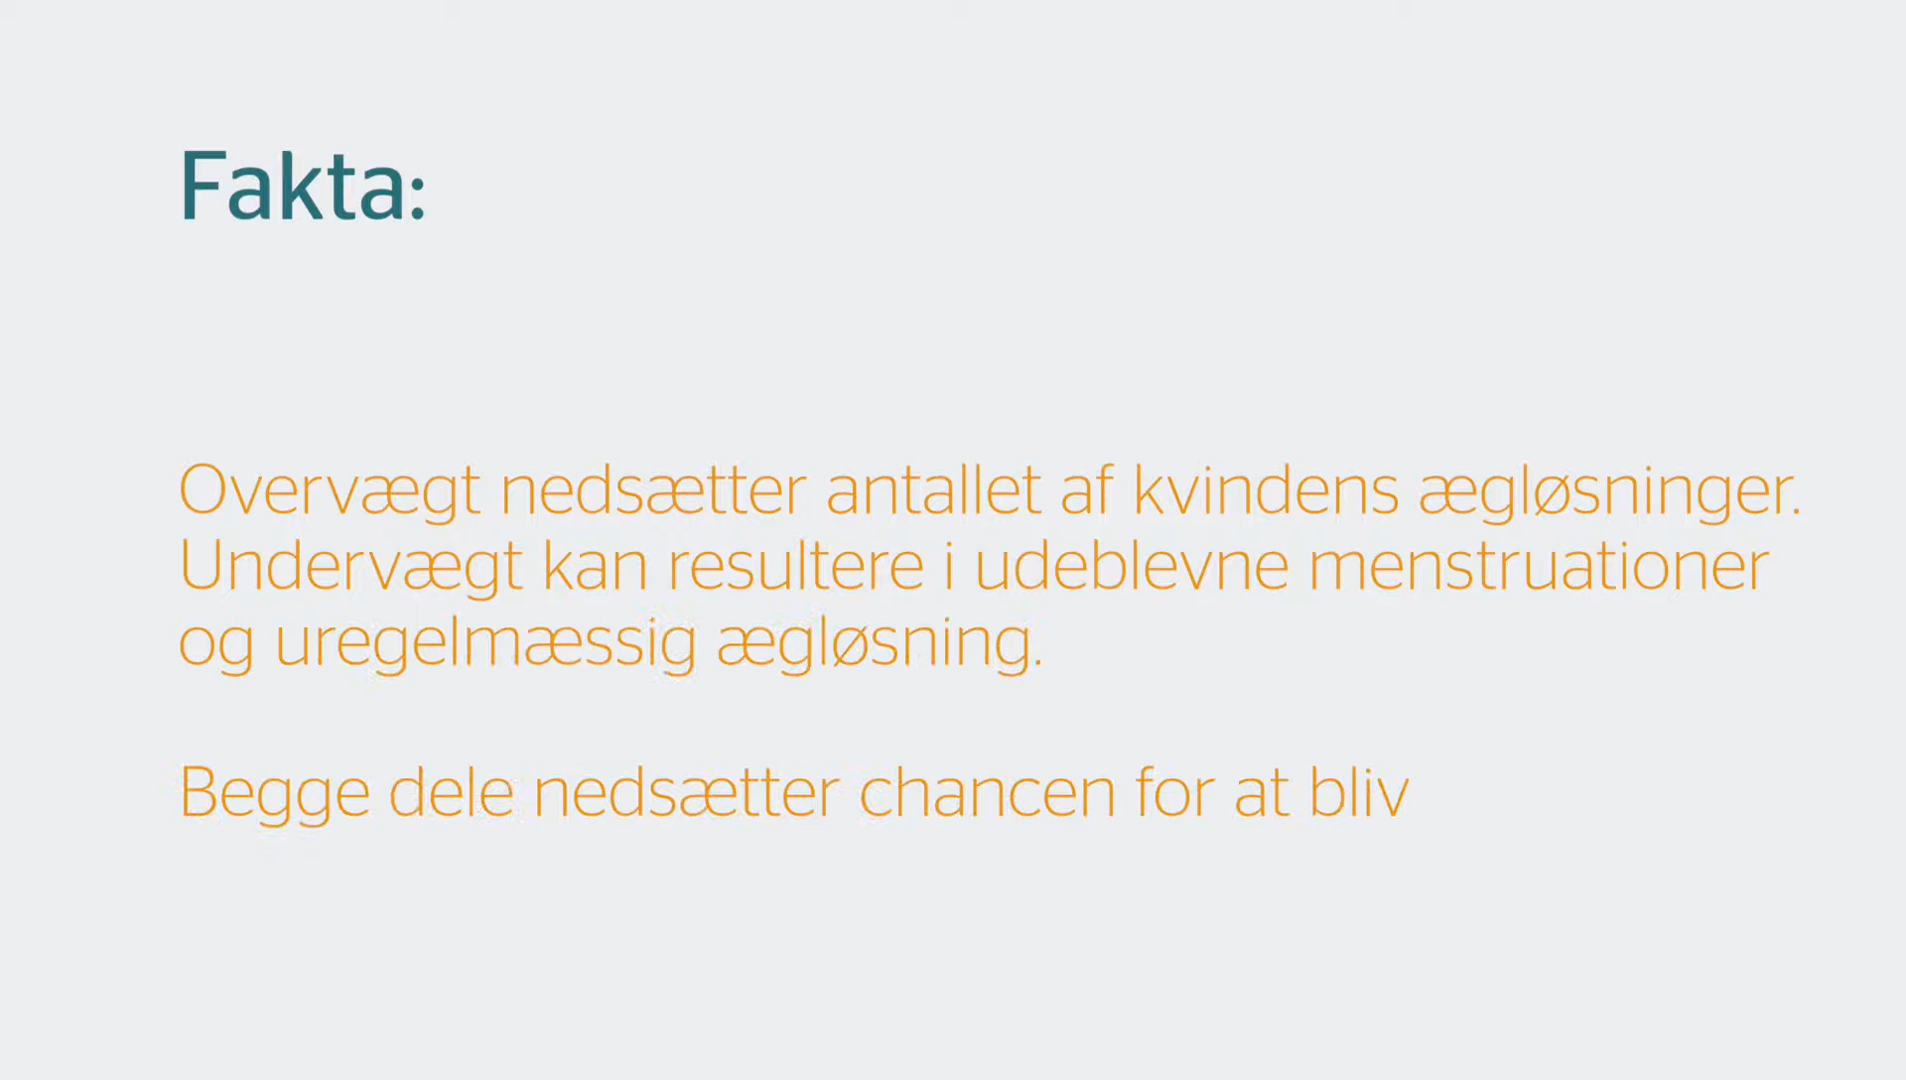 Fakta:
Overvægt nedsætter antallet af kvindens ægløsninger.
Undervægt kan resultere i udeblevne menstruationer
og uregelmæssig ægløsning.
Begge dele nedsætter chancen for at bliv